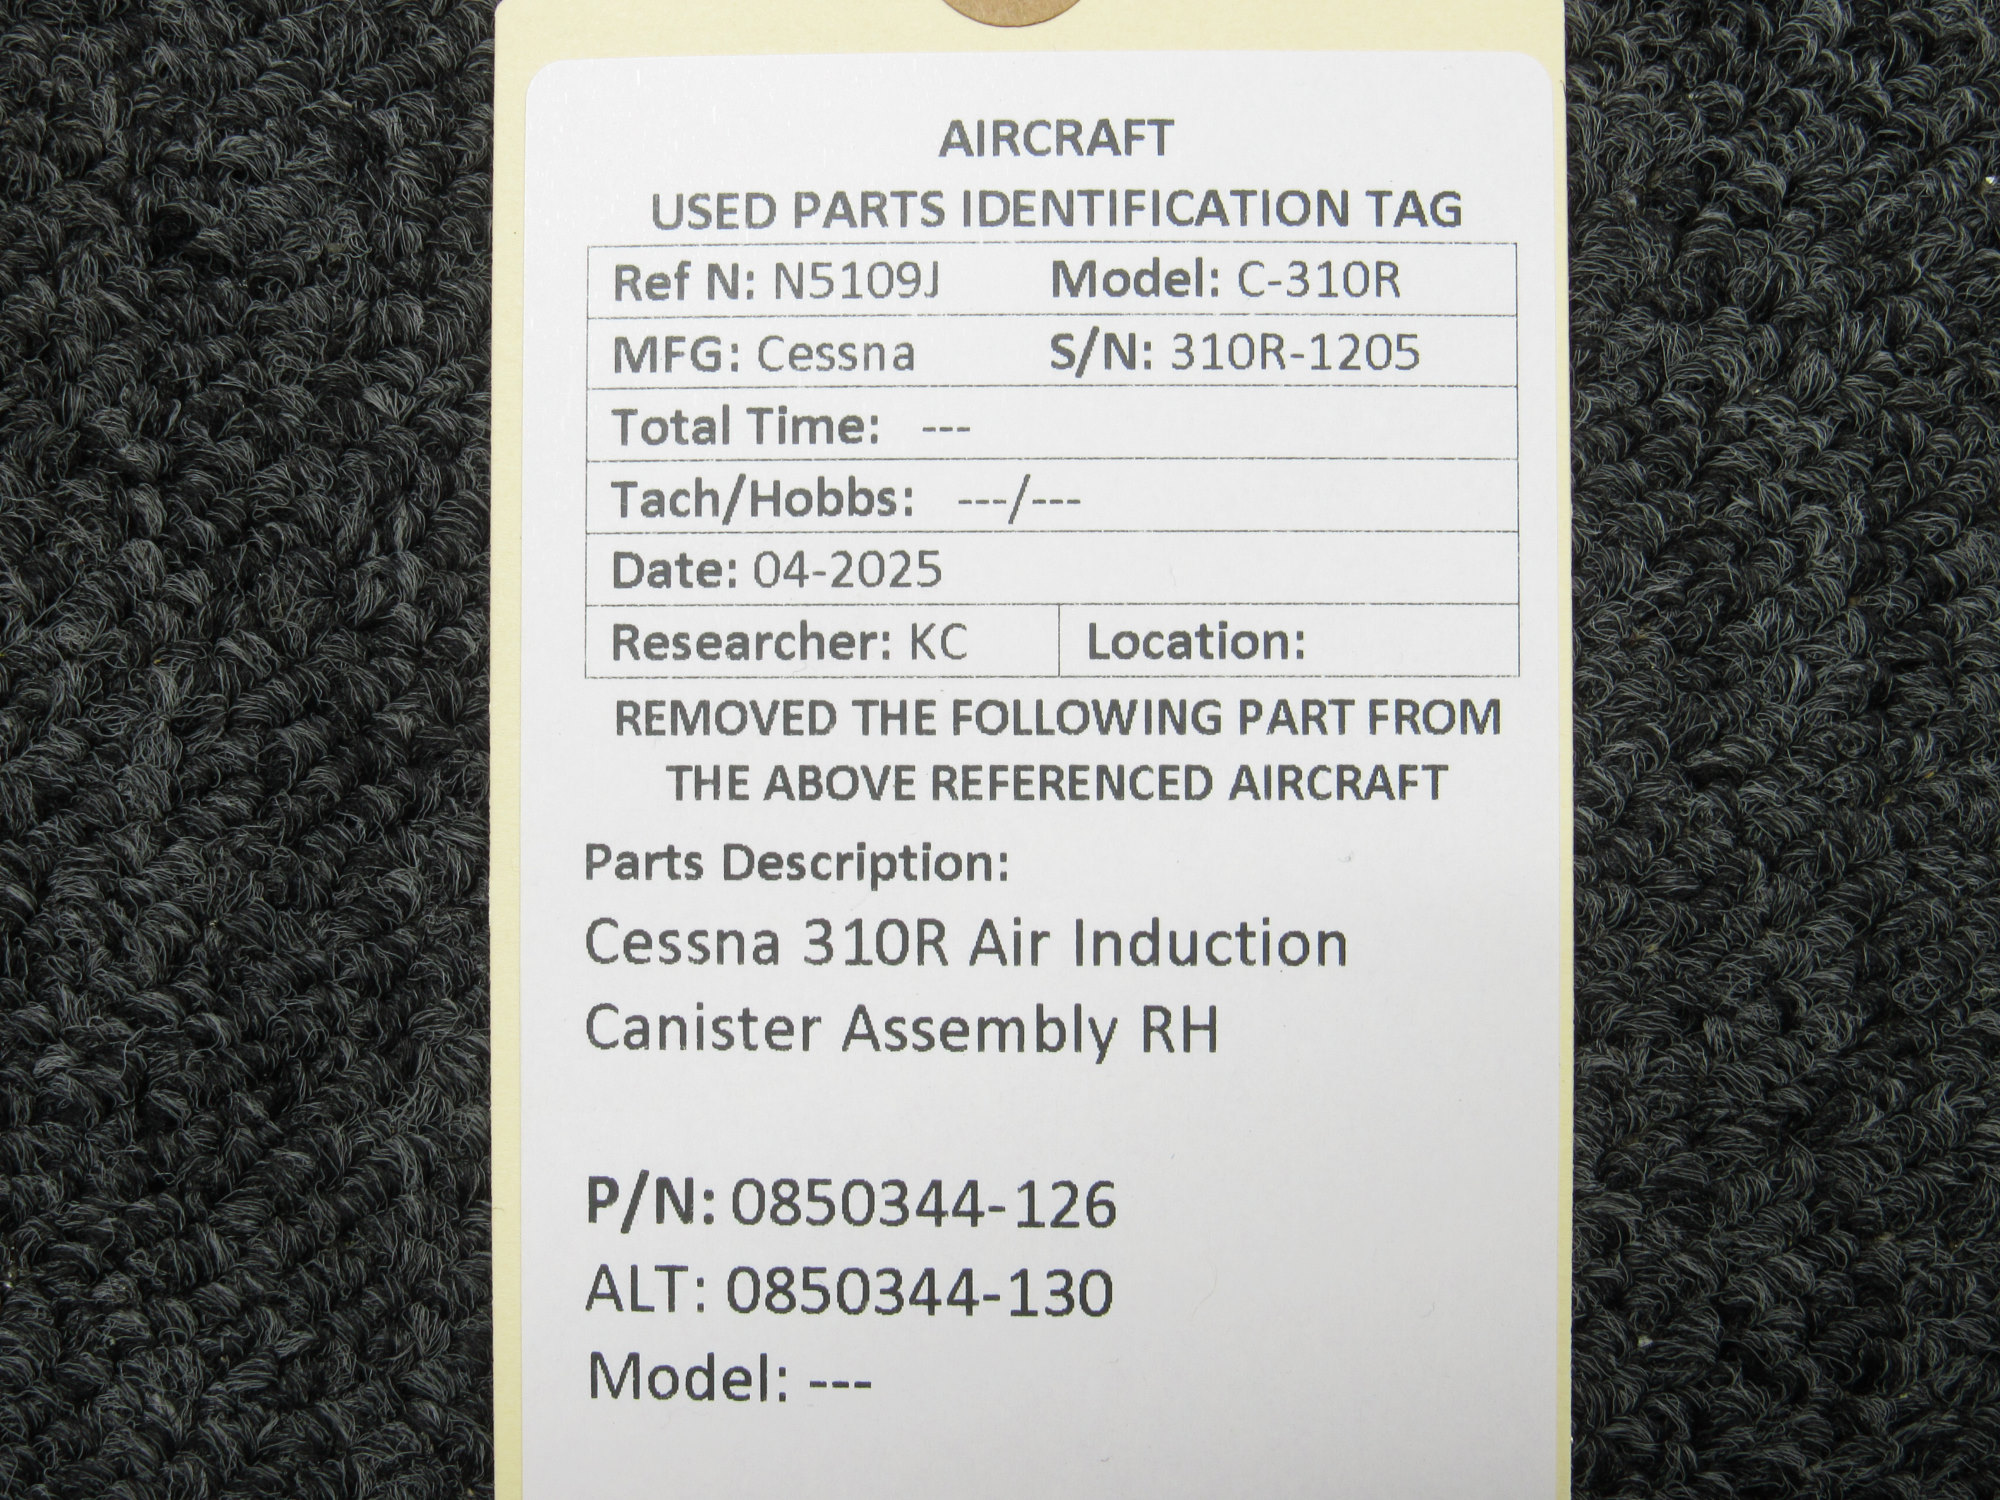 AIRCRAFT
USED PARTS IDENTIFICATION TAG
Ref N: N5109J Model: C-310R
MFG: Cessna S/N: 310R-1205
Total Time: ---
Tach/Hobbs: ---/---
Date: 04-2025
Researcher: KC Location:
REMOVED THE FOLLOWING PART FROM
THE ABOVE REFERENCED AIRCRAFT
Parts Description:
Cessna 310R Air Induction
Canister Assembly RH
P/N: 0850344-126
ALT: 0850344-130
Model: ---